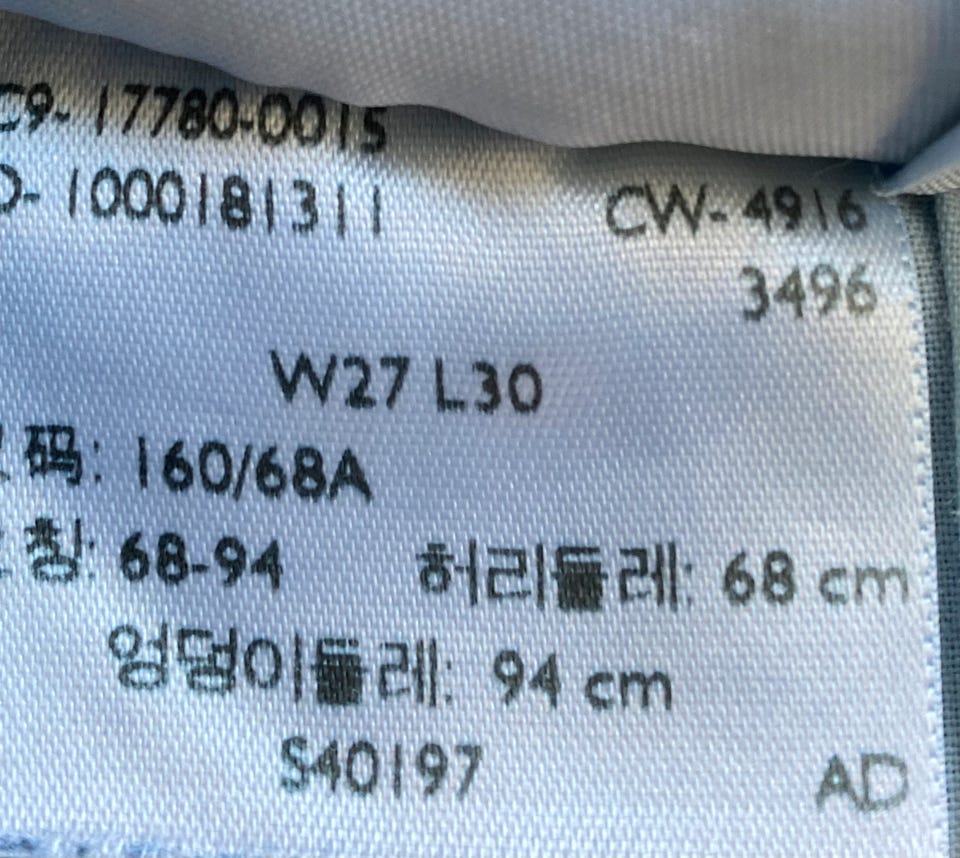 C9-17780-0015
O-1000181311 CW-4916
3496
W27 L30
码: 160/68A
칭: 68-94 허리둘레: 68 cm
엉덩이둘레: 94 cm
S40197 AD